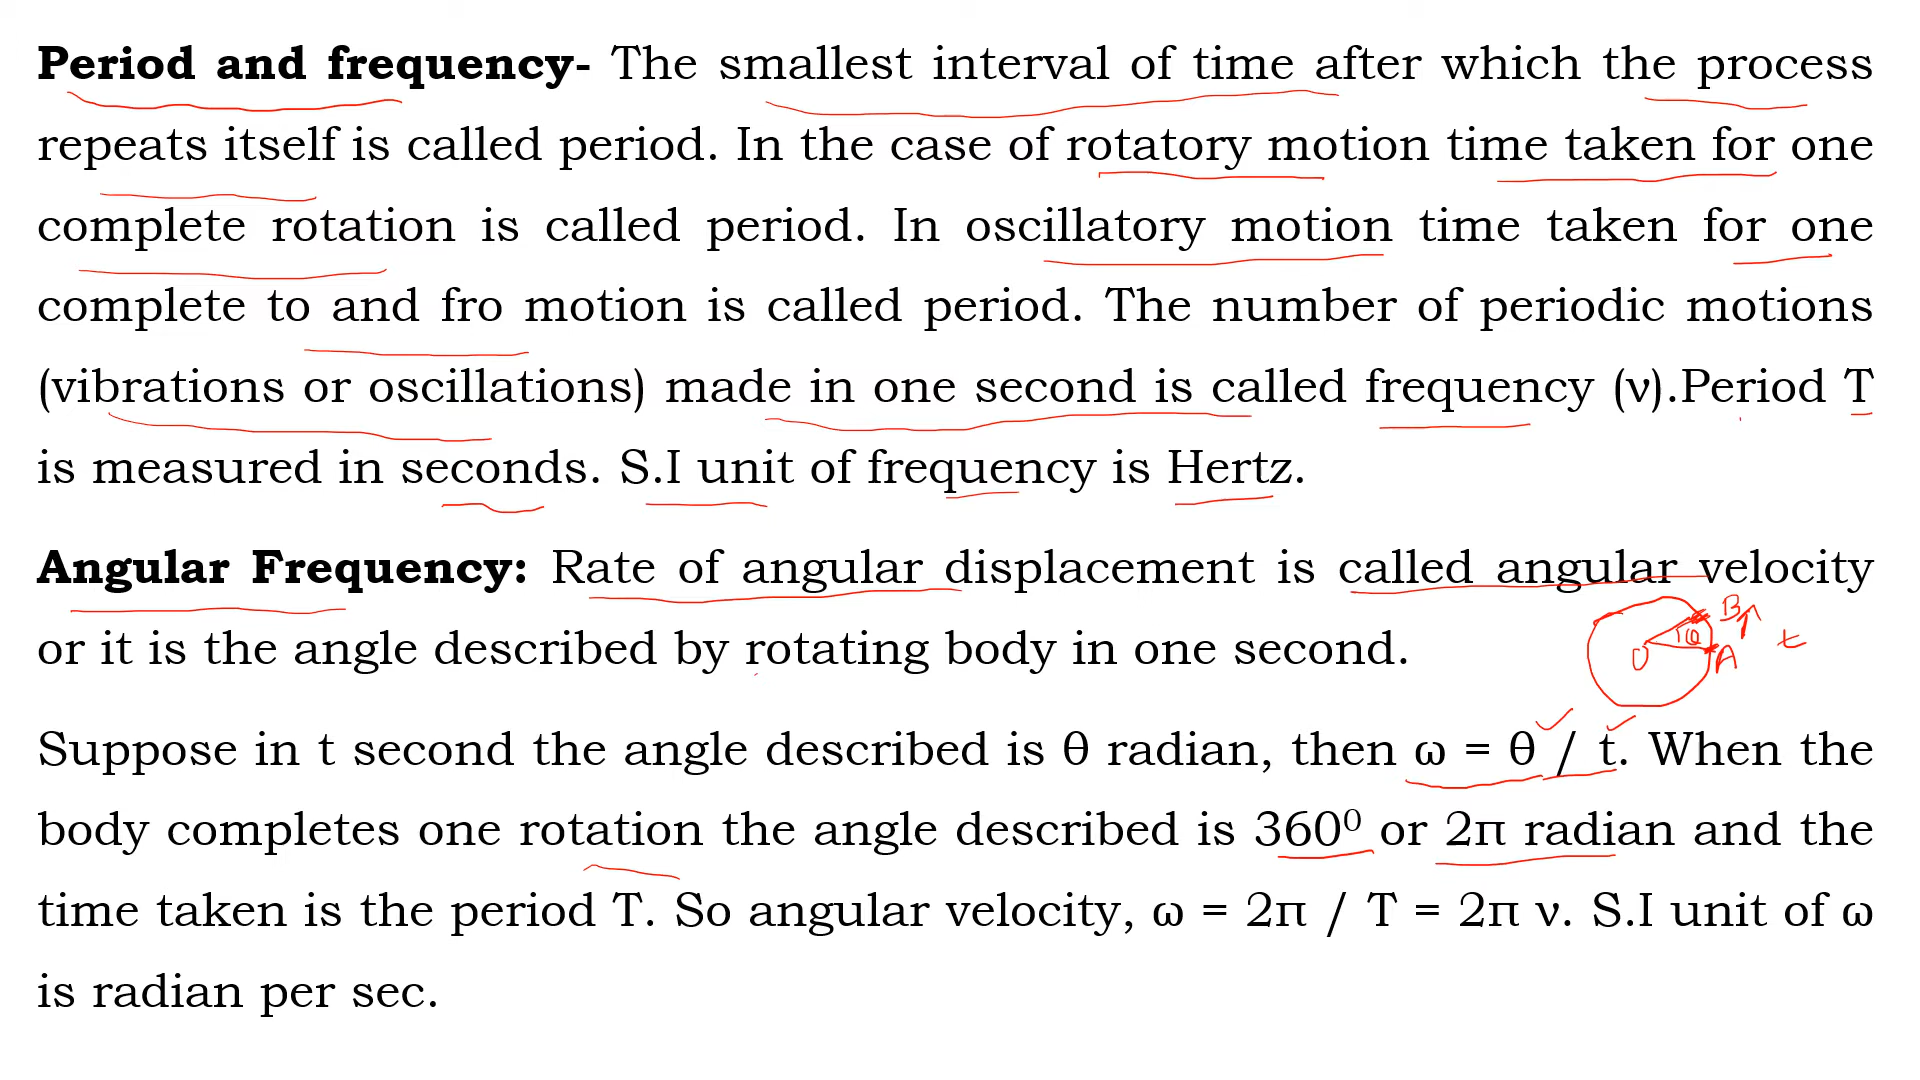 Period and frequency- The smallest interval of time after which the process
repeats itself is called period. In the case of rotatory motion time taken for one
complete rotation is called period. In oscillatory motion time taken for one
complete to and fro motion is called period. The number of periodic motions
(vibrations or oscillations) made in one second is called frequency (ν).Period T
is measured in seconds. S.I unit of frequency is Hertz.
Angular Frequency: Rate of angular displacement is called angular velocity
or it is the angle described by rotating body in one second.
B
θ
t
O
A
Suppose in t second the angle described is θ radian, then ω = θ / t. When the
body completes one rotation the angle described is 360⁰ or 2π radian and the
time taken is the period T. So angular velocity, ω = 2π / T = 2π ν. S.I unit of ω
is radian per sec.